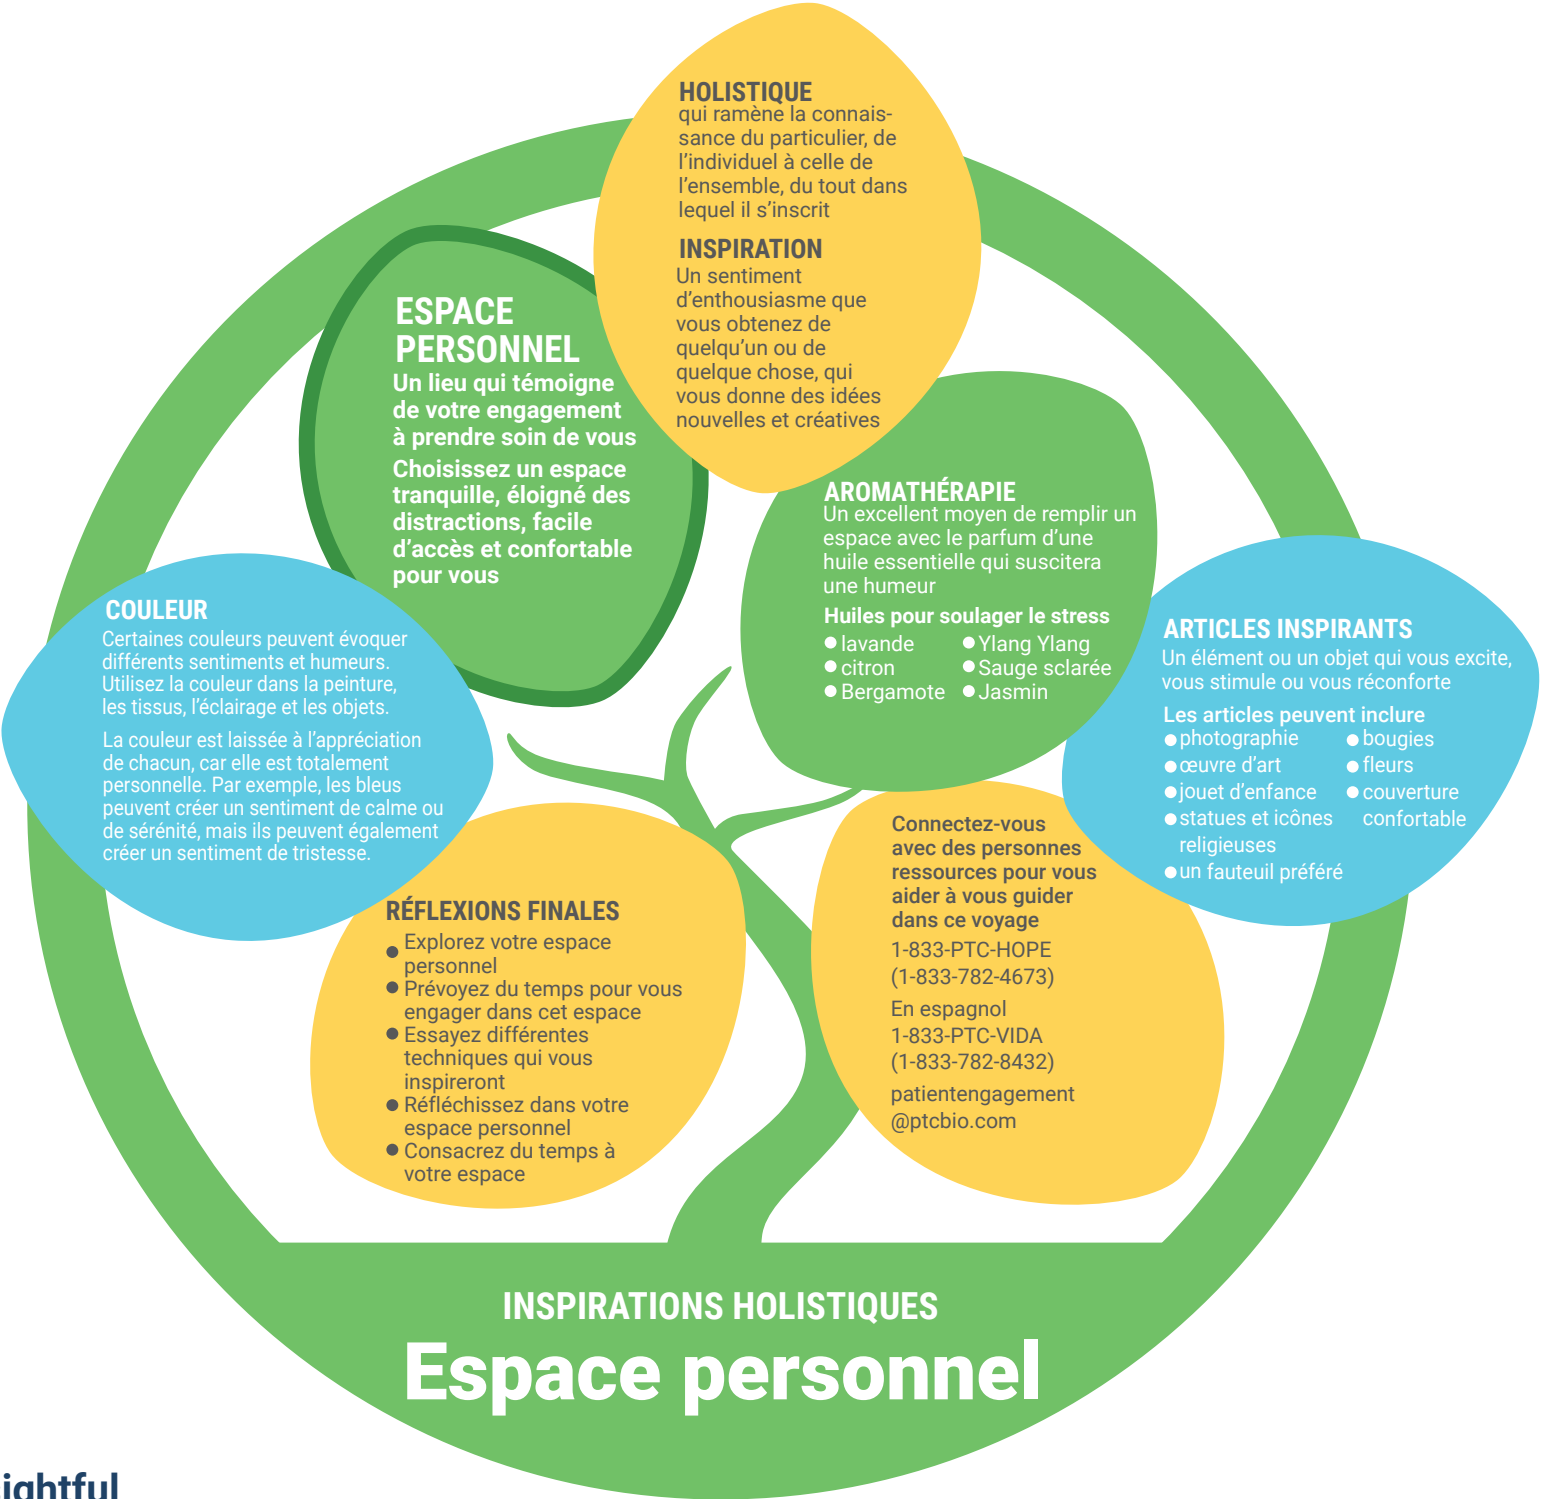 HOLISTIQUE
qui ramène la connais-
sance du particulier, de
l’individuel à celle de
l’ensemble, du tout dans
lequel il s’inscrit
INSPIRATION
Un sentiment
d’enthousiasme que
vous obtenez de
quelqu’un ou de
quelque chose, qui
vous donne des idées
nouvelles et créatives
ESPACE
PERSONNEL
Un lieu qui témoigne
de votre engagement
à prendre soin de vous
Choisissez un espace
tranquille, éloigné des
distractions, facile
d’accès et confortable
pour vous
AROMATHÉRAPIE
Un excellent moyen de remplir un
espace avec le parfum d’une
huile essentielle qui suscitera
une humeur
Huiles pour soulager le stress
● lavande
● citron
● Bergamote
● Ylang Ylang
● Sauge sclarée
● Jasmin
COULEUR
Certaines couleurs peuvent évoquer
différents sentiments et humeurs.
Utilisez la couleur dans la peinture,
les tissus, l’éclairage et les objets.
La couleur est laissée à l’appréciation
de chacun, car elle est totalement
personnelle. Par exemple, les bleus
peuvent créer un sentiment de calme ou
de sérénité, mais ils peuvent également
créer un sentiment de tristesse.
ARTICLES INSPIRANTS
Un élément ou un objet qui vous excite,
vous stimule ou vous réconforte
Les articles peuvent inclure
● photographie
● œuvre d’art
● jouet d’enfance
● statues et icônes
religieuses
● un fauteuil préféré
● bougies
● fleurs
● couverture
confortable
RÉFLEXIONS FINALES
● Explorez votre espace
personnel
● Prévoyez du temps pour vous
engager dans cet espace
● Essayez différentes
techniques qui vous
inspireront
● Réfléchissez dans votre
espace personnel
● Consacrez du temps à
votre espace
Connectez-vous
avec des personnes
ressources pour vous
aider à vous guider
dans ce voyage
1-833-PTC-HOPE
(1-833-782-4673)
En espagnol
1-833-PTC-VIDA
(1-833-782-8432)
patientengagement
@ptcbio.com
INSPIRATIONS HOLISTIQUES
Espace personnel